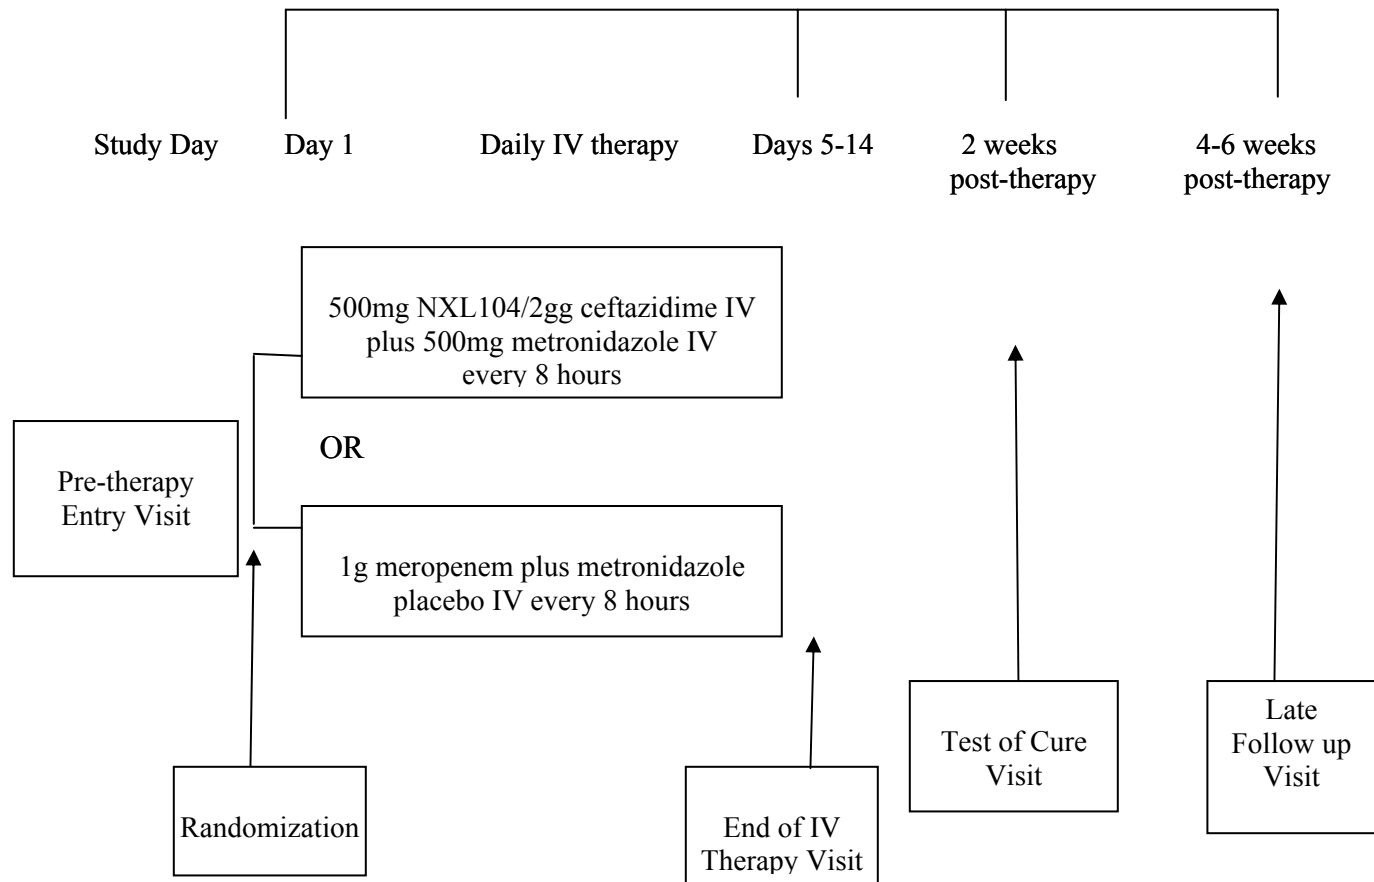 Study Day
Day 1
Daily IV therapy
Days 5-14
2 weeks
post-therapy
4-6 weeks
post-therapy
500mg NXL104/2gg ceftazidime IV
plus 500mg metronidazole IV
every 8 hours
OR
Pre-therapy
Entry Visit
1g meropenem plus metronidazole
placebo IV every 8 hours
Randomization
End of IV
Therapy Visit
Test of Cure
Visit
Late
Follow up
Visit